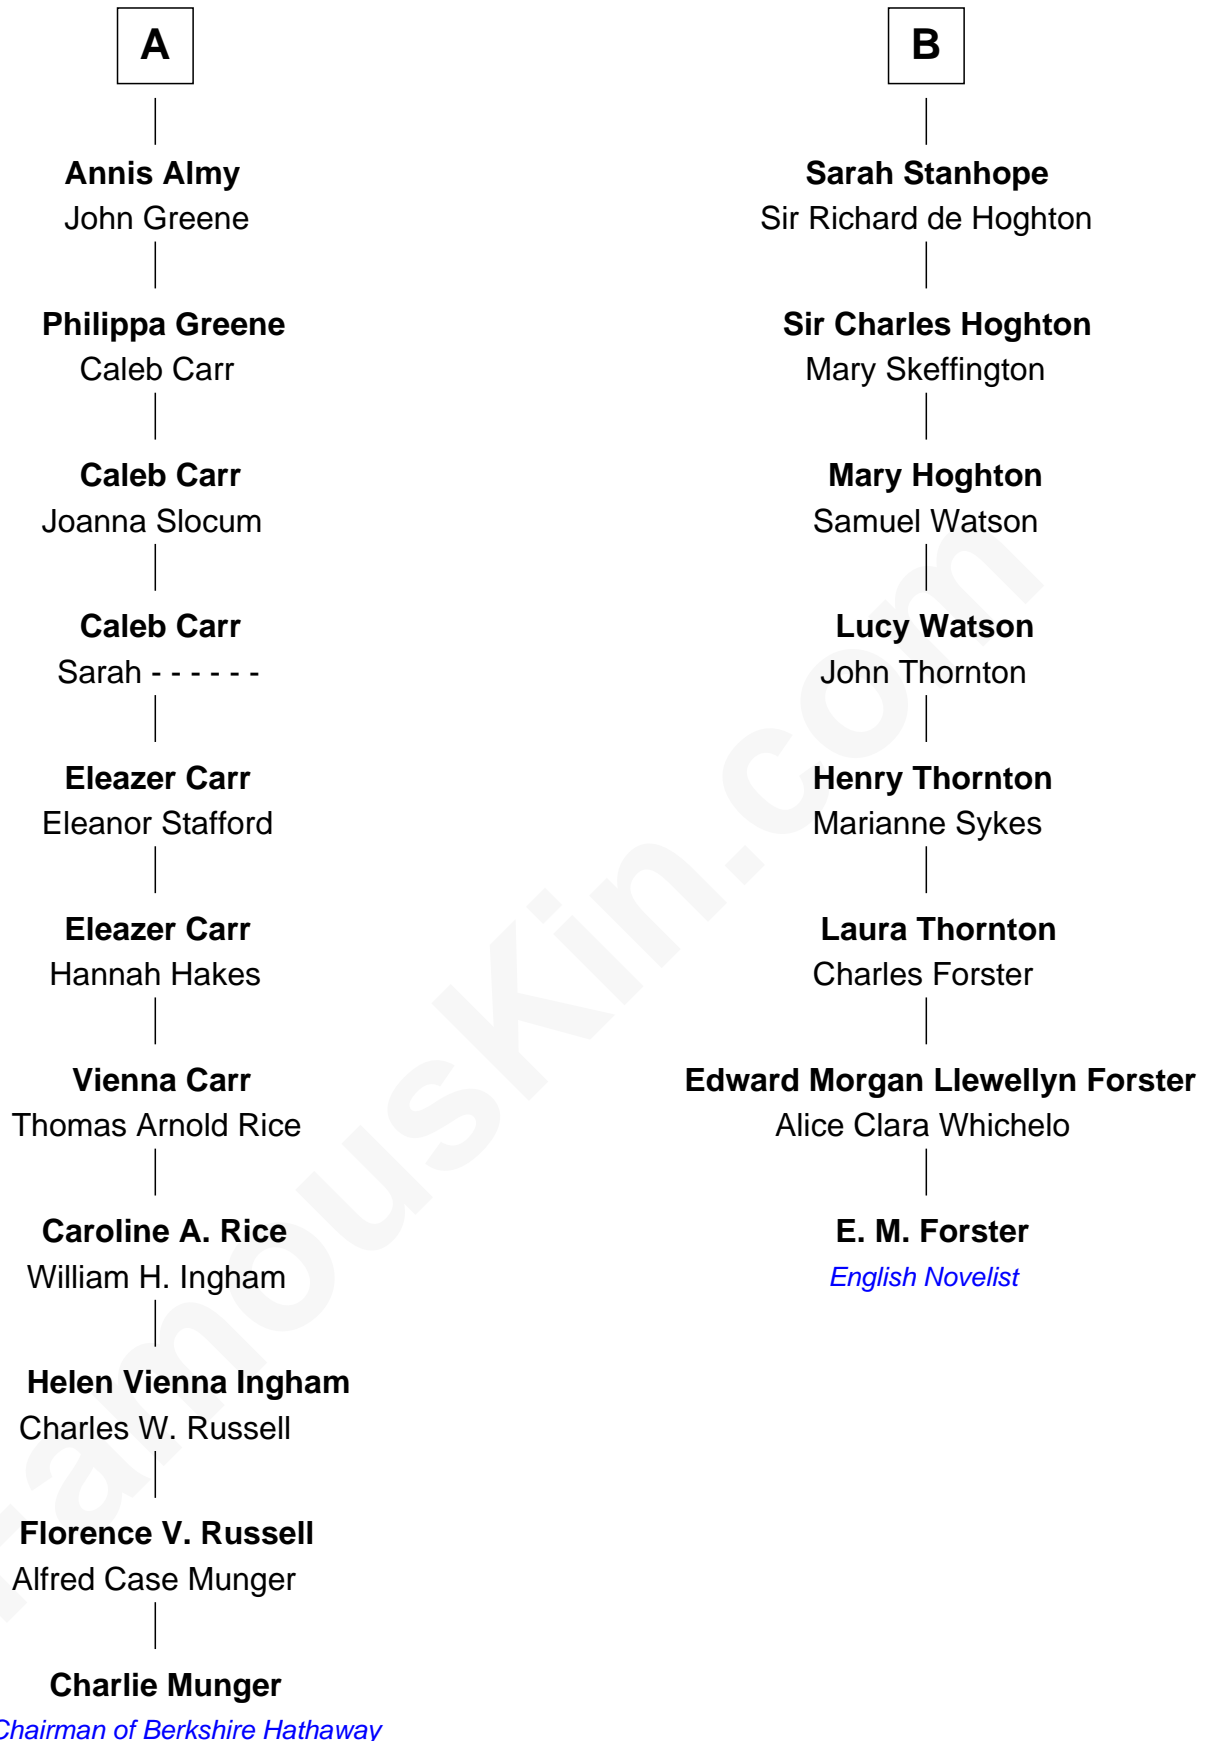 A
Annis Almy
John Greene
Philippa Greene
Caleb Carr
Caleb Carr
Joanna Slocum
Caleb Carr
Sarah - - - - - -
Eleazer Carr
Eleanor Stafford
Eleazer Carr
Hannah Hakes
Vienna Carr
Thomas Arnold Rice
Caroline A. Rice
William H. Ingham
Helen Vienna Ingham
Charles W. Russell
Florence V. Russell
Alfred Case Munger
Charlie Munger
Chairman of Berkshire Hathaway
B
Sarah Stanhope
Sir Richard de Hoghton
Sir Charles Hoghton
Mary Skeffington
Mary Hoghton
Samuel Watson
Lucy Watson
John Thornton
Henry Thornton
Marianne Sykes
Laura Thornton
Charles Forster
Edward Morgan Llewellyn Forster
Alice Clara Whichelo
E. M. Forster
English Novelist
FamousKin.com